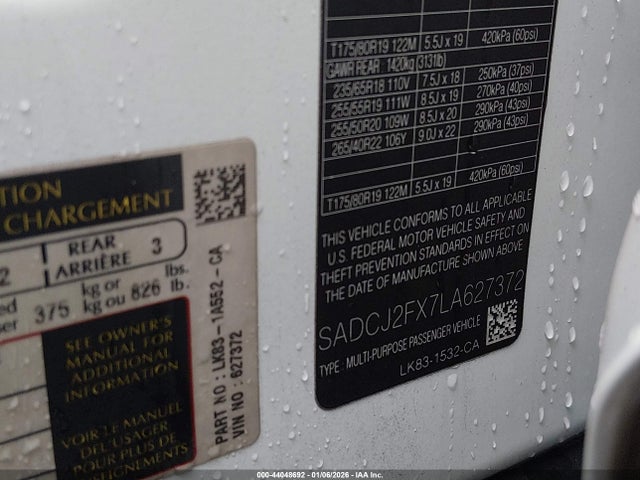 TION
CHARGEMENT
2 REAR ARRIÈRE 3
375 kg or kg ou 826 lbs. lb.
SEE OWNER'S
MANUAL FOR
ADDITIONAL
INFORMATION
VOIR LE MANUEL
DEL USAGER
POUR PLUS DE
RENSEIGNEMENTS
PART NO : LK83-1A552-CA
VIN NO : 627372
T175/80R19 122M 5.5J x 19 420kPa (60psi)
GAWR REAR 1420kg (3131lb)
235/65R18 110V 7.5J x 18 250kPa (37psi)
255/55R19 111W 8.5J x 19 270kPa (40psi)
255/50R20 109W 8.5J x 20 290kPa (43psi)
265/40R22 106Y 9.0J x 22 290kPa (43psi)
T175/80R19 122M 5.5J x 19 420kPa (60psi)
THIS VEHICLE CONFORMS TO ALL APPLICABLE
U.S. FEDERAL MOTOR VEHICLE SAFETY AND
THEFT PREVENTION STANDARDS IN EFFECT ON
THE DATE OF MANUFACTURE SHOWN ABOVE
SADCJ2FX7LA627372
TYPE : MULTI-PURPOSE PASSENGER VEHICLE
LK83-1532-CA
000-44048692 - 01/06/2026 - IAA Inc.